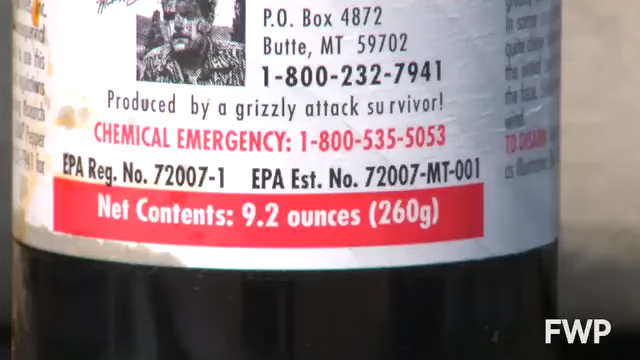 P.O. Box 4872
Butte, MT 59702
1-800-232-7941
Produced by a grizzly attack survivor!
CHEMICAL EMERGENCY: 1-800-535-5053
EPA Reg. No. 72007-1 EPA Est. No. 72007-MT-001
Net Contents: 9.2 ounces (260g)
TO DISARM
FWP